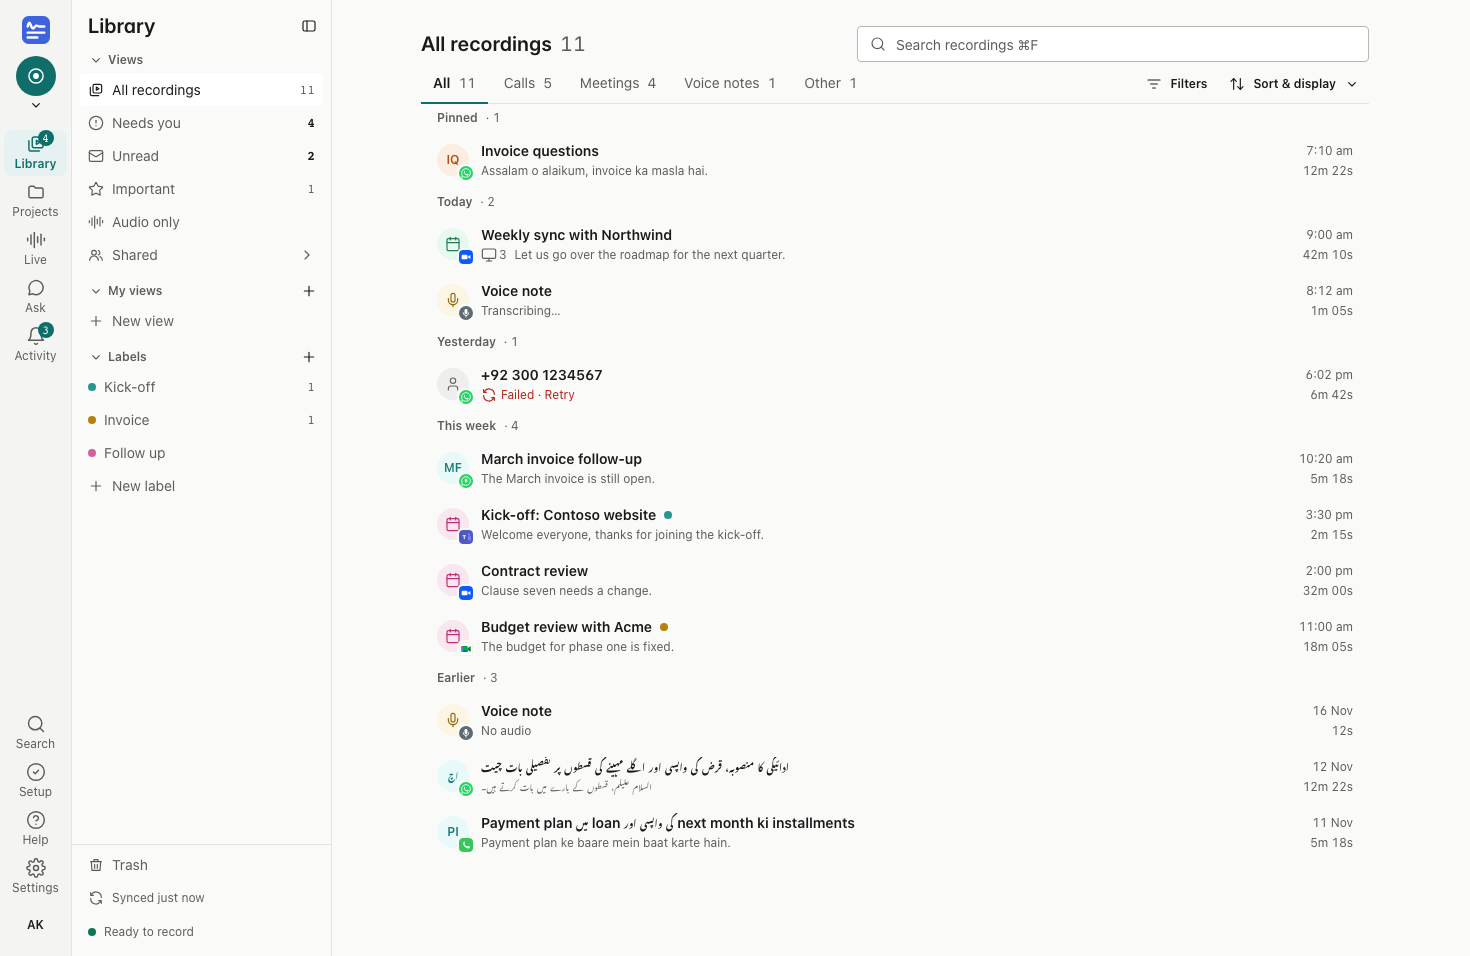 Library
4
Library
Projects
Live
Ask
3
Activity
Search
Setup
Help
Settings
AK
Views
All recordings 11
Needs you 4
Unread 2
Important 1
Audio only
Shared
My views
New view
Labels
Kick-off 1
Invoice 1
Follow up
New label
Trash
Synced just now
Ready to record
All recordings 11
Search recordings ⌘F
All 11 Calls 5 Meetings 4 Voice notes 1 Other 1
Filters Sort & display
Pinned · 1
IQ Invoice questions 7:10 am
Assalam o alaikum, invoice ka masla hai. 12m 22s
Today · 2
Weekly sync with Northwind 9:00 am
3 Let us go over the roadmap for the next quarter. 42m 10s
Voice note 8:12 am
Transcribing... 1m 05s
Yesterday · 1
+92 300 1234567 6:02 pm
Failed · Retry 6m 42s
This week · 4
MF March invoice follow-up 10:20 am
The March invoice is still open. 5m 18s
Kick-off: Contoso website 3:30 pm
Welcome everyone, thanks for joining the kick-off. 2m 15s
Contract review 2:00 pm
Clause seven needs a change. 32m 00s
Budget review with Acme 11:00 am
The budget for phase one is fixed. 18m 05s
Earlier · 3
Voice note 16 Nov
No audio 12s
اچ ادائیگی کا منصوبہ، قرض کی واپسی اور اگلے مہینے کی قسطوں پر تفصیلی بات چیت 12 Nov
السلام علیکم، قسطوں کے بارے میں بات کرتے ہیں۔ 12m 22s
PI Payment plan میں loan کی واپسی اور next month ki installments 11 Nov
Payment plan ke baare mein baat karte hain. 5m 18s